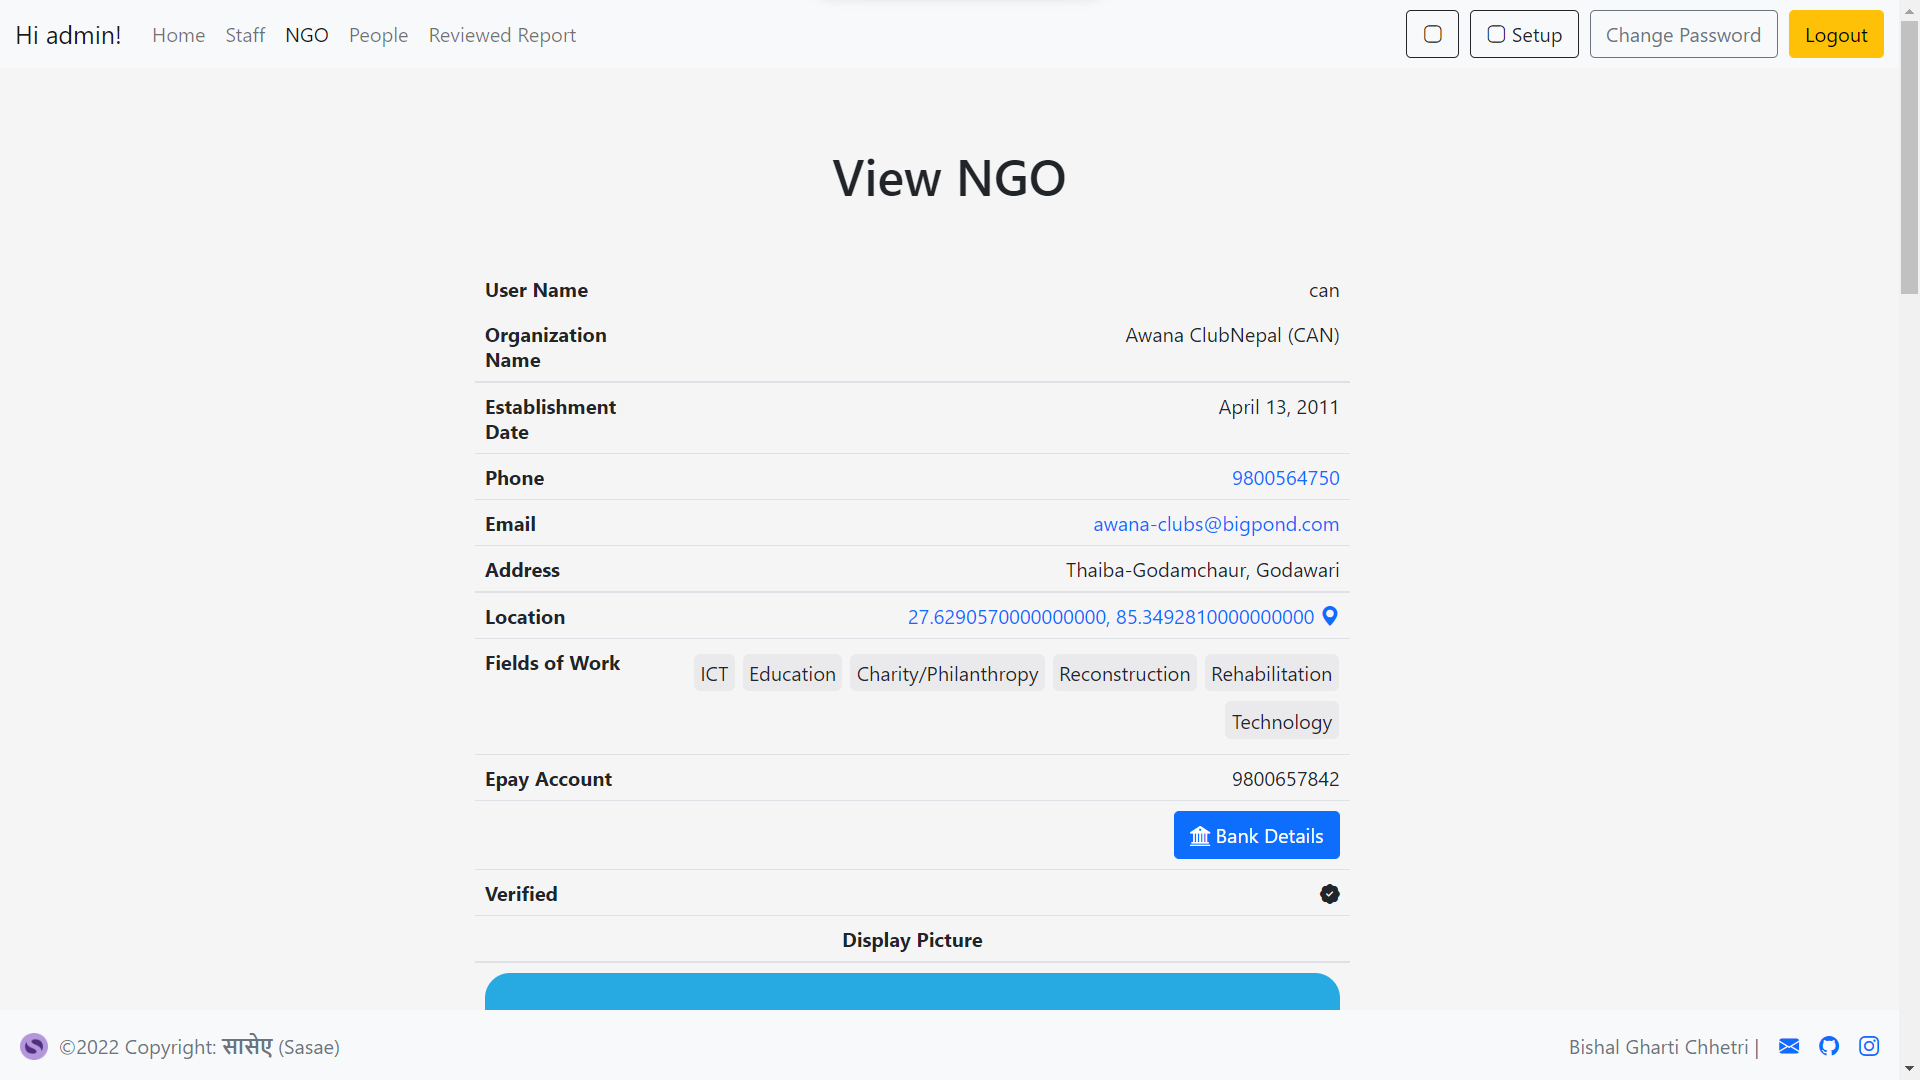 Hi admin! Home Staff NGO People Reviewed Report Setup Change Password Logout
View NGO
User Name can
Organization Name Awana ClubNepal (CAN)
Establishment Date April 13, 2011
Phone 9800564750
Email awana-clubs@bigpond.com
Address Thaiba-Godamchaur, Godawari
Location 27.6290570000000000, 85.3492810000000000
Fields of Work ICT Education Charity/Philanthropy Reconstruction Rehabilitation
Technology
Epay Account 9800657842
Bank Details
Verified
Display Picture
©2022 Copyright: सासेए (Sasae) Bishal Gharti Chhetri |